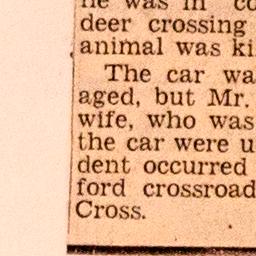 he was in co
deer crossing
animal was ki
The car wa
aged, but Mr.
wife, who was
the car were u
dent occurred
ford crossroad
Cross.